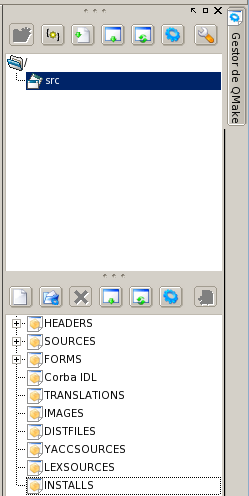 Gestor de QMake
/
src
HEADERS
SOURCES
FORMS
Corba IDL
TRANSLATIONS
IMAGES
DISTFILES
YACCSOURCES
LEXSOURCES
INSTALLS